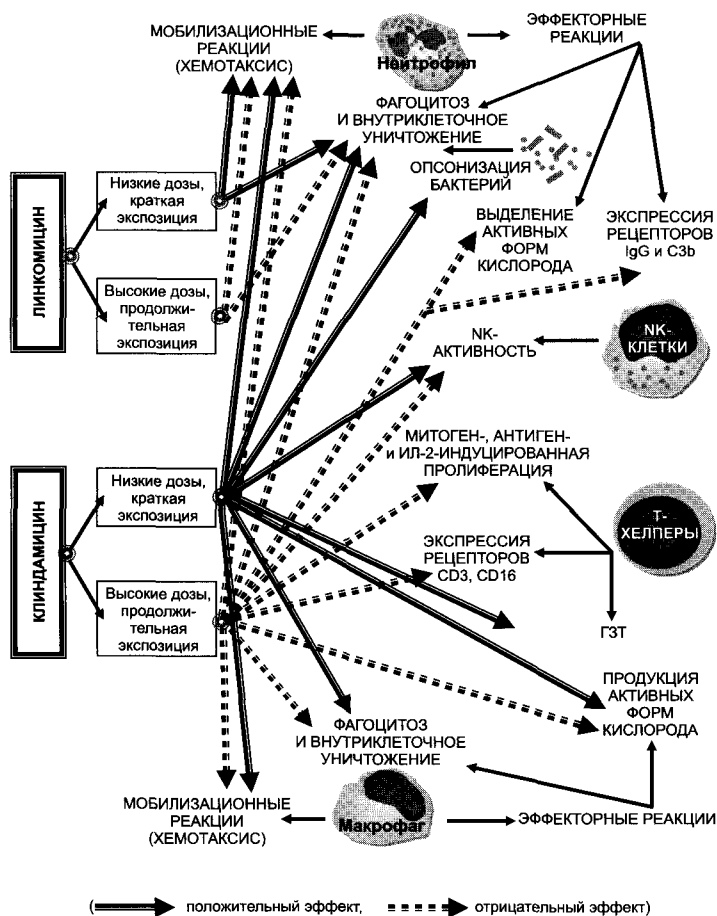 МОБИЛИЗАЦИОННЫЕ
РЕАКЦИИ
(ХЕМОТАКСИС)
Нейтрофил
ЭФФЕКТОРНЫЕ
РЕАКЦИИ
ФАГОЦИТОЗ
И ВНУТРИКЛЕТОЧНОЕ
УНИЧТОЖЕНИЕ
ОПСОНИЗАЦИЯ
БАКТЕРИЙ
ЛИНКОМИЦИН
Низкие дозы,
краткая
экспозиция
Высокие дозы,
продолжи-
тельная
экспозиция
ВЫДЕЛЕНИЕ
АКТИВНЫХ
ФОРМ
КИСЛОРОДА
ЭКСПРЕССИЯ
РЕЦЕПТОРОВ
IgG и C3b
NK-
АКТИВНОСТЬ
NK-
КЛЕТКИ
МИТОГЕН-, АНТИГЕН-
и ИЛ-2-ИНДУЦИРОВАННАЯ
ПРОЛИФЕРАЦИЯ
КЛИНДАМИЦИН
Низкие дозы,
краткая
экспозиция
Высокие дозы,
продолжи-
тельная
экспозиция
Т-
ХЕЛПЕРЫ
ЭКСПРЕССИЯ
РЕЦЕПТОРОВ
CD3, CD16
ГЗТ
ПРОДУКЦИЯ
АКТИВНЫХ
ФОРМ
КИСЛОРОДА
ФАГОЦИТОЗ
И ВНУТРИКЛЕТОЧНОЕ
УНИЧТОЖЕНИЕ
МОБИЛИЗАЦИОННЫЕ
РЕАКЦИИ
(ХЕМОТАКСИС)
Макрофаг
ЭФФЕКТОРНЫЕ РЕАКЦИИ
( положительный эффект, отрицательный эффект)